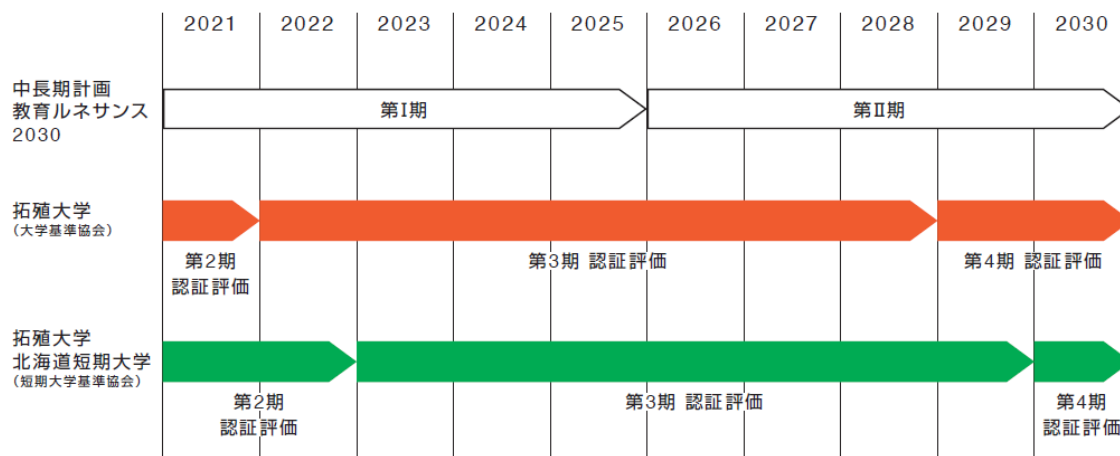 2021 2022 2023 2024 2025 2026 2027 2028 2029 2030
中長期計画
教育ルネサンス
2030
第Ⅰ期
第Ⅱ期
拓殖大学
(大学基準協会)
第2期
認証評価
第3期 認証評価
第4期 認証評価
拓殖大学
北海道短期大学
(短期大学基準協会)
第2期
認証評価
第3期 認証評価
第4期
認証評価